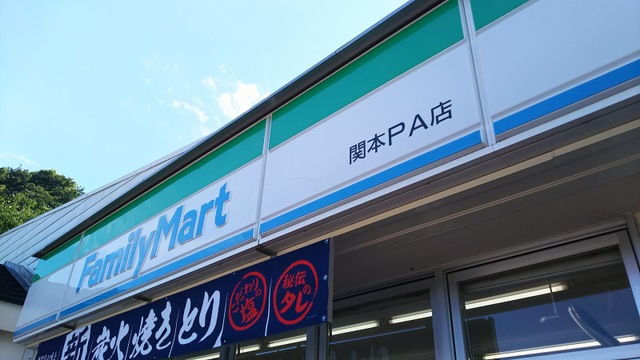 FamilyMart
関本PA店
炭火焼きとり
こだわりの
塩
秘伝
の
タレ